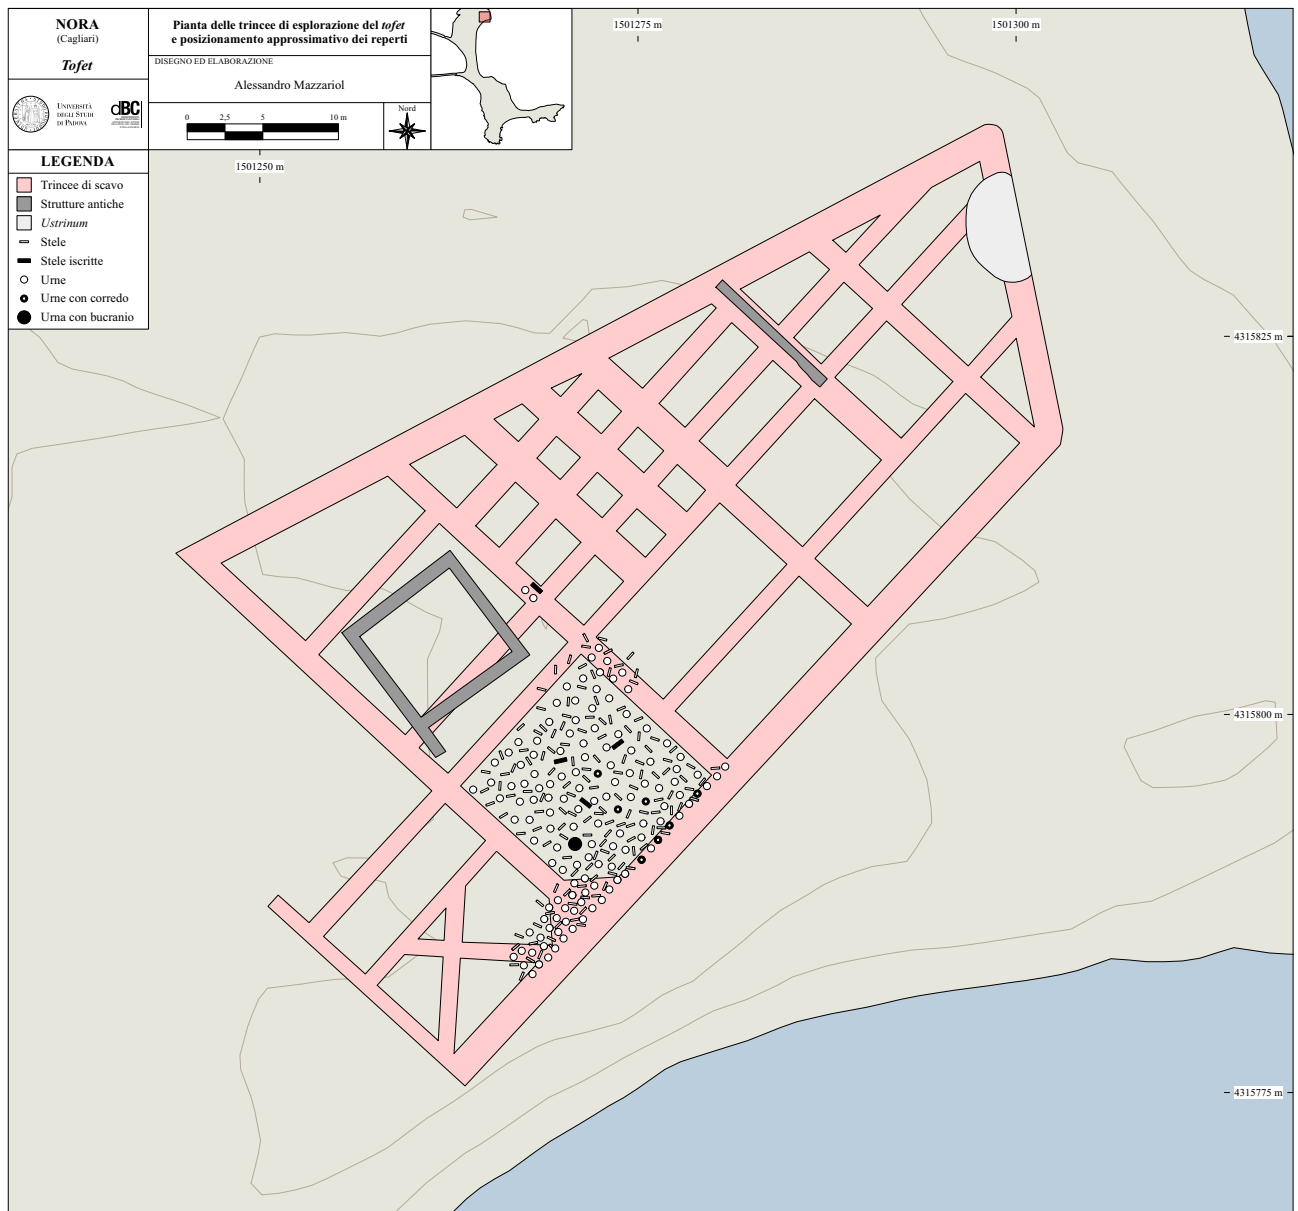 NORA
(Cagliari)
Tofet
UNIVERSITÀ
DEGLI STUDI
DI PADOVA
dBC
Pianta delle trincee di esplorazione del tofet
e posizionamento approssimativo dei reperti
DISEGNO ED ELABORAZIONE
Alessandro Mazzariol
0 2,5 5 10 m
Nord
LEGENDA
Trincee di scavo
Strutture antiche
Ustrinum
Stele
Stele iscritte
Urne
Urne con corredo
Urna con bucranio
1501250 m
1501275 m
1501300 m
4315825 m
4315800 m
4315775 m